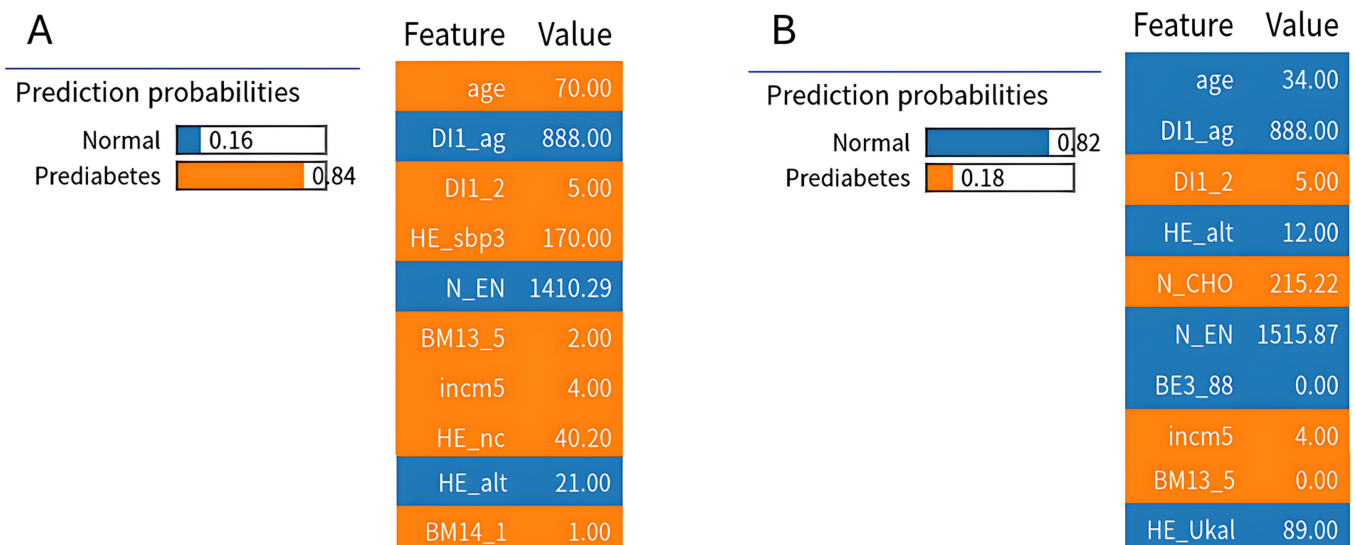 A
Prediction probabilities
Normal 0.16
Prediabetes 0.84
Feature Value
age 70.00
DI1_ag 888.00
DI1_2 5.00
HE_sbp3 170.00
N_EN 1410.29
BM13_5 2.00
incm5 4.00
HE_nc 40.20
HE_alt 21.00
BM14_1 1.00
B
Prediction probabilities
Normal 0.82
Prediabetes 0.18
Feature Value
age 34.00
DI1_ag 888.00
DI1_2 5.00
HE_alt 12.00
N_CHO 215.22
N_EN 1515.87
BE3_88 0.00
incm5 4.00
BM13_5 0.00
HE_Ukal 89.00